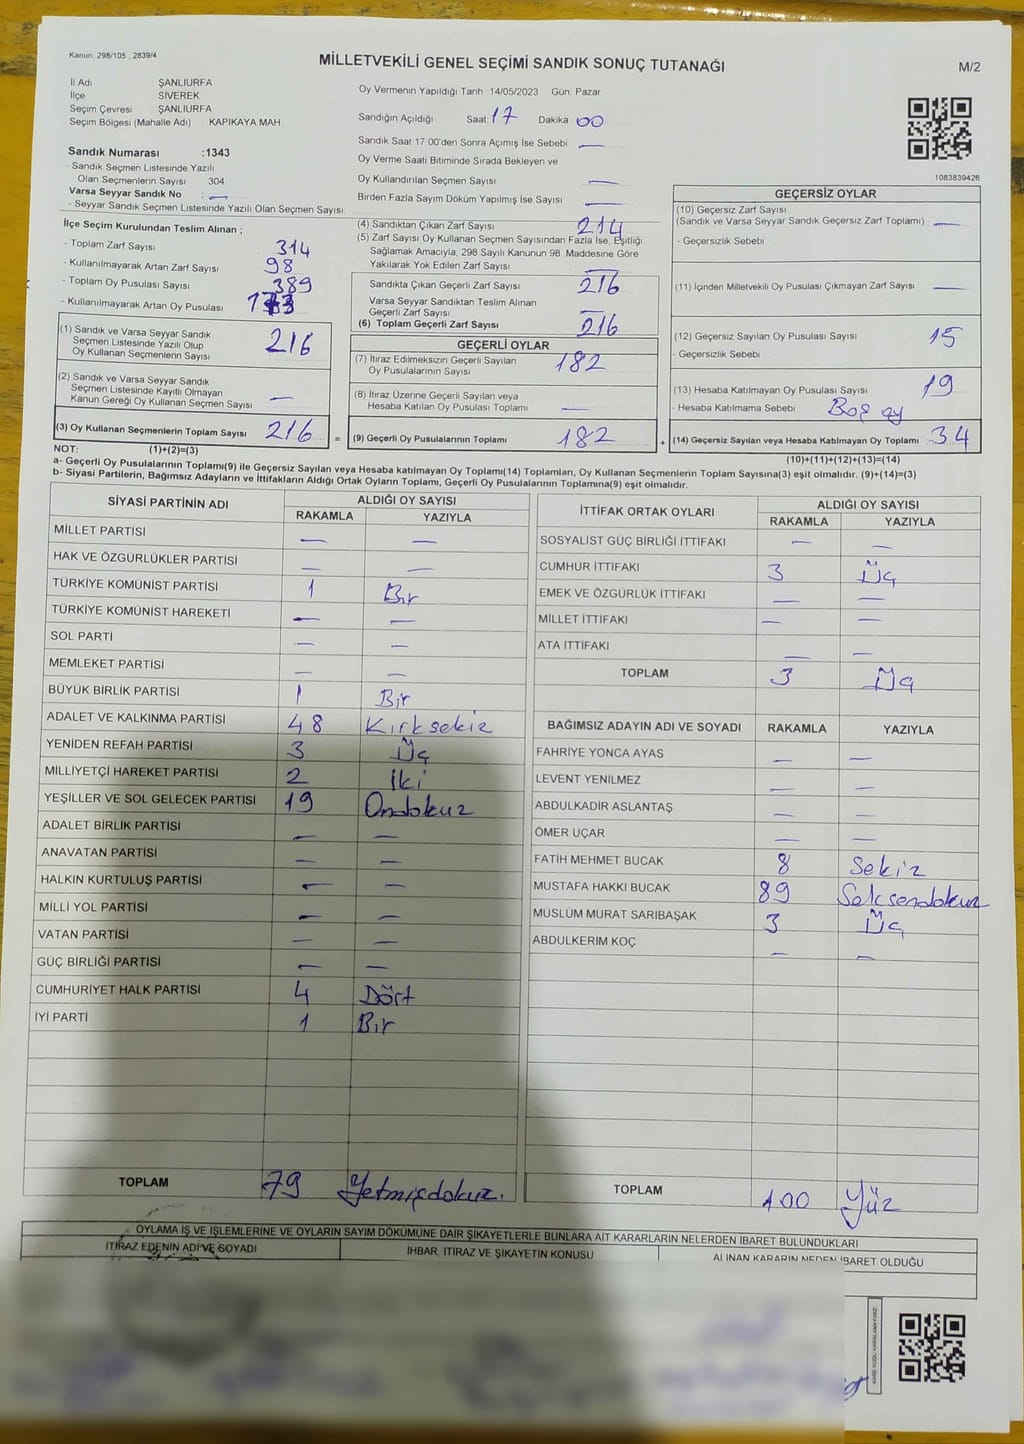 Kanun; 298/105 , 2839/4
MİLLETVEKİLİ GENEL SEÇİMİ SANDIK SONUÇ TUTANAĞI
M/2
İl Adı ŞANLIURFA
İlçe SİVEREK
Seçim Çevresi ŞANLIURFA
Seçim Bölgesi (Mahalle Adı) : KAPIKAYA MAH.
Oy Vermenin Yapıldığı Tarih : 14/05/2023 Gün: Pazar
Sandığın Açıldığı Saat 17 Dakika 00
Sandık Saat 17.00'den Sonra Açımış İse Sebebi —
Oy Verme Saati Bitiminde Sırada Bekleyen ve
Oy Kullandırılan Seçmen Sayısı —
Birden Fazla Sayım Döküm Yapılmış İse Sayısı —
1083839426
Sandık Numarası :1343
- Sandık Seçmen Listesinde Yazılı
Olan Seçmenlerin Sayısı 304
Varsa Seyyar Sandık No : —
- Seyyar Sandık Seçmen Listesinde Yazılı Olan Seçmen Sayısı:
İlçe Seçim Kurulundan Teslim Alınan ;
- Toplam Zarf Sayısı 314
- Kullanılmayarak Artan Zarf Sayısı 98
- Toplam Oy Pusulası Sayısı 389
- Kullanılmayarak Artan Oy Pusulası
(1) Sandık ve Varsa Seyyar Sandık
Seçmen Listesinde Yazılı Olup
Oy Kullanan Seçmenlerin Sayısı 216
(2) Sandık ve Varsa Seyyar Sandık
Seçmen Listesinde Kayıtlı Olmayan
Kanun Gereği Oy Kullanan Seçmen Sayısı —
(3) Oy Kullanan Seçmenlerin Toplam Sayısı 216
(4) Sandıktan Çıkan Zarf Sayısı 214
(5) Zarf Sayısı Oy Kullanan Seçmen Sayısından Fazla İse, Eşitliği
Sağlamak Amacıyla, 298 Sayılı Kanunun 98. Maddesine Göre
Yakılarak Yok Edilen Zarf Sayısı —
Sandıkta Çıkan Geçerli Zarf Sayısı 216
Varsa Seyyar Sandıktan Teslim Alınan
Geçerli Zarf Sayısı —
(6) Toplam Geçerli Zarf Sayısı 216
GEÇERLİ OYLAR
(7) İtiraz Edilmeksizin Geçerli Sayılan
Oy Pusulalarının Sayısı 182
(8) İtiraz Üzerine Geçerli Sayılan veya
Hesaba Katılan Oy Pusulası Toplamı —
= (9) Geçerli Oy Pusulalarının Toplamı 182
GEÇERSİZ OYLAR
(10) Geçersiz Zarf Sayısı
(Sandık ve Varsa Seyyar Sandık Geçersiz Zarf Toplamı) —
- Geçersizlik Sebebi
(11) İçinden Milletvekili Oy Pusulası Çıkmayan Zarf Sayısı —
(12) Geçersiz Sayılan Oy Pusulası Sayısı 15
- Geçersizlik Sebebi
(13) Hesaba Katılmayan Oy Pusulası Sayısı 19
- Hesaba Katılmama Sebebi Boş oy
+ (14) Geçersiz Sayılan veya Hesaba Katılmayan Oy Toplamı 34
NOT: (1)+(2)=(3)
(10)+(11)+(12)+(13)=(14)
a- Geçerli Oy Pusulalarının Toplamı(9) ile Geçersiz Sayılan veya Hesaba katılmayan Oy Toplamı(14) Toplamları, Oy Kullanan Seçmenlerin Toplam Sayısına(3) eşit olmalıdır. (9)+(14)=(3)
b- Siyasi Partilerin, Bağımsız Adayların ve İttifakların Aldığı Ortak Oyların Toplamı, Geçerli Oy Pusulalarının Toplamına(9) eşit olmalıdır.
SİYASİ PARTİNİN ADI ALDIĞI OY SAYISI
RAKAMLA YAZIYLA
MİLLET PARTİSİ — —
HAK VE ÖZGÜRLÜKLER PARTİSİ — —
TÜRKİYE KOMÜNİST PARTİSİ 1 Bir
TÜRKİYE KOMÜNİST HAREKETİ — —
SOL PARTİ — —
MEMLEKET PARTİSİ — —
BÜYÜK BİRLİK PARTİSİ 1 Bir
ADALET VE KALKINMA PARTİSİ 48 Kırksekiz
YENİDEN REFAH PARTİSİ 3 Üç
MİLLİYETÇİ HAREKET PARTİSİ 2 İki
YEŞİLLER VE SOL GELECEK PARTİSİ 19 Ondokuz
ADALET BİRLİK PARTİSİ — —
ANAVATAN PARTİSİ — —
HALKIN KURTULUŞ PARTİSİ — —
MİLLİ YOL PARTİSİ — —
VATAN PARTİSİ — —
GÜÇ BİRLİĞİ PARTİSİ — —
CUMHURİYET HALK PARTİSİ 4 Dört
İYİ PARTİ 1 Bir
TOPLAM 79 Yetmişdokuz.
İTTİFAK ORTAK OYLARI ALDIĞI OY SAYISI
RAKAMLA YAZIYLA
SOSYALİST GÜÇ BİRLİĞİ İTTİFAKI — —
CUMHUR İTTİFAKI 3 Üç
EMEK VE ÖZGÜRLÜK İTTİFAKI — —
MİLLET İTTİFAKI — —
ATA İTTİFAKI — —
TOPLAM 3 Üç
BAĞIMSIZ ADAYIN ADI VE SOYADI RAKAMLA YAZIYLA
FAHRİYE YONCA AYAS — —
LEVENT YENİLMEZ — —
ABDULKADİR ASLANTAŞ — —
ÖMER UÇAR — —
FATİH MEHMET BUCAK 8 Sekiz
MUSTAFA HAKKI BUCAK 89 Seksendokuz
MÜSLÜM MURAT SARIBAŞAK 3 Üç
ABDULKERİM KOÇ — —
TOPLAM 100 Yüz
OYLAMA İŞ VE İŞLEMLERİNE VE OYLARIN SAYIM DÖKÜMÜNE DAİR ŞİKAYETLERLE BUNLARA AİT KARARLARIN NELERDEN İBARET BULUNDUKLARI
İTİRAZ EDENİN ADI VE SOYADI İHBAR, İTİRAZ VE ŞİKAYETİN KONUSU ALINAN KARARIN NEDEN İBARET OLDUĞU